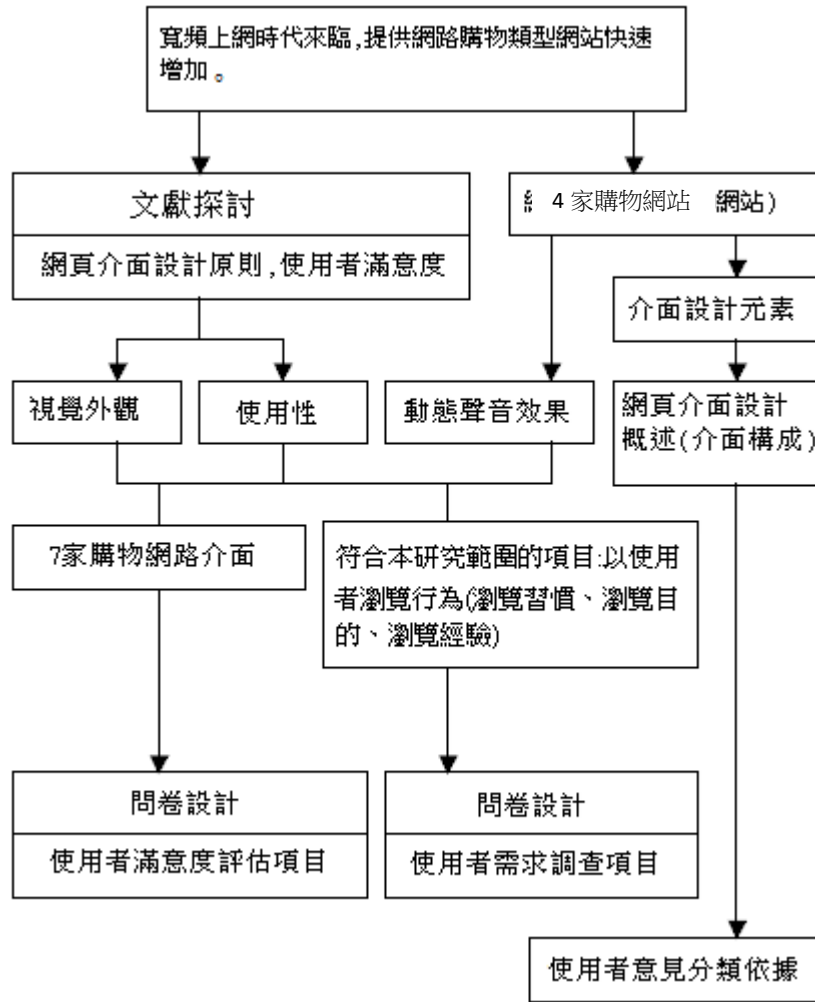 寬頻上網時代來臨,提供網路購物類型網站快速
增加。
文獻探討
網頁介面設計原則,使用者滿意度
4 家購物網站 網站)
介面設計元素
視覺外觀
使用性
動態聲音效果
網頁介面設計
概述(介面構成)
7家購物網路介面
符合本研究範圍的項目:以使用
者瀏覽行為(瀏覽習慣、瀏覽目
的、瀏覽經驗)
問卷設計
使用者滿意度評估項目
問卷設計
使用者需求調查項目
使用者意見分類依據